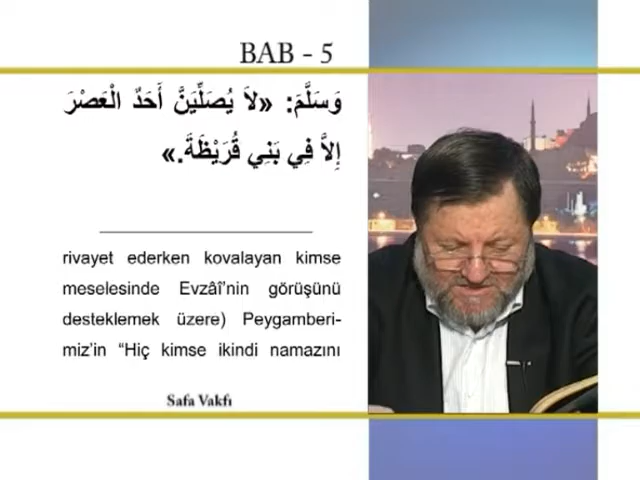 BAB - 5
وَسَلَّمَ: «لاَ يُصَلِّيَنَّ أَحَدٌ الْعَصْرَ
إِلاَّ فِي بَنِي قُرَيْظَةَ.»
rivayet ederken kovalayan kimse
meselesinde Evzâî’nin görüşünü
desteklemek üzere) Peygamberi-
miz’in “Hiç kimse ikindi namazını
Safa Vakfı